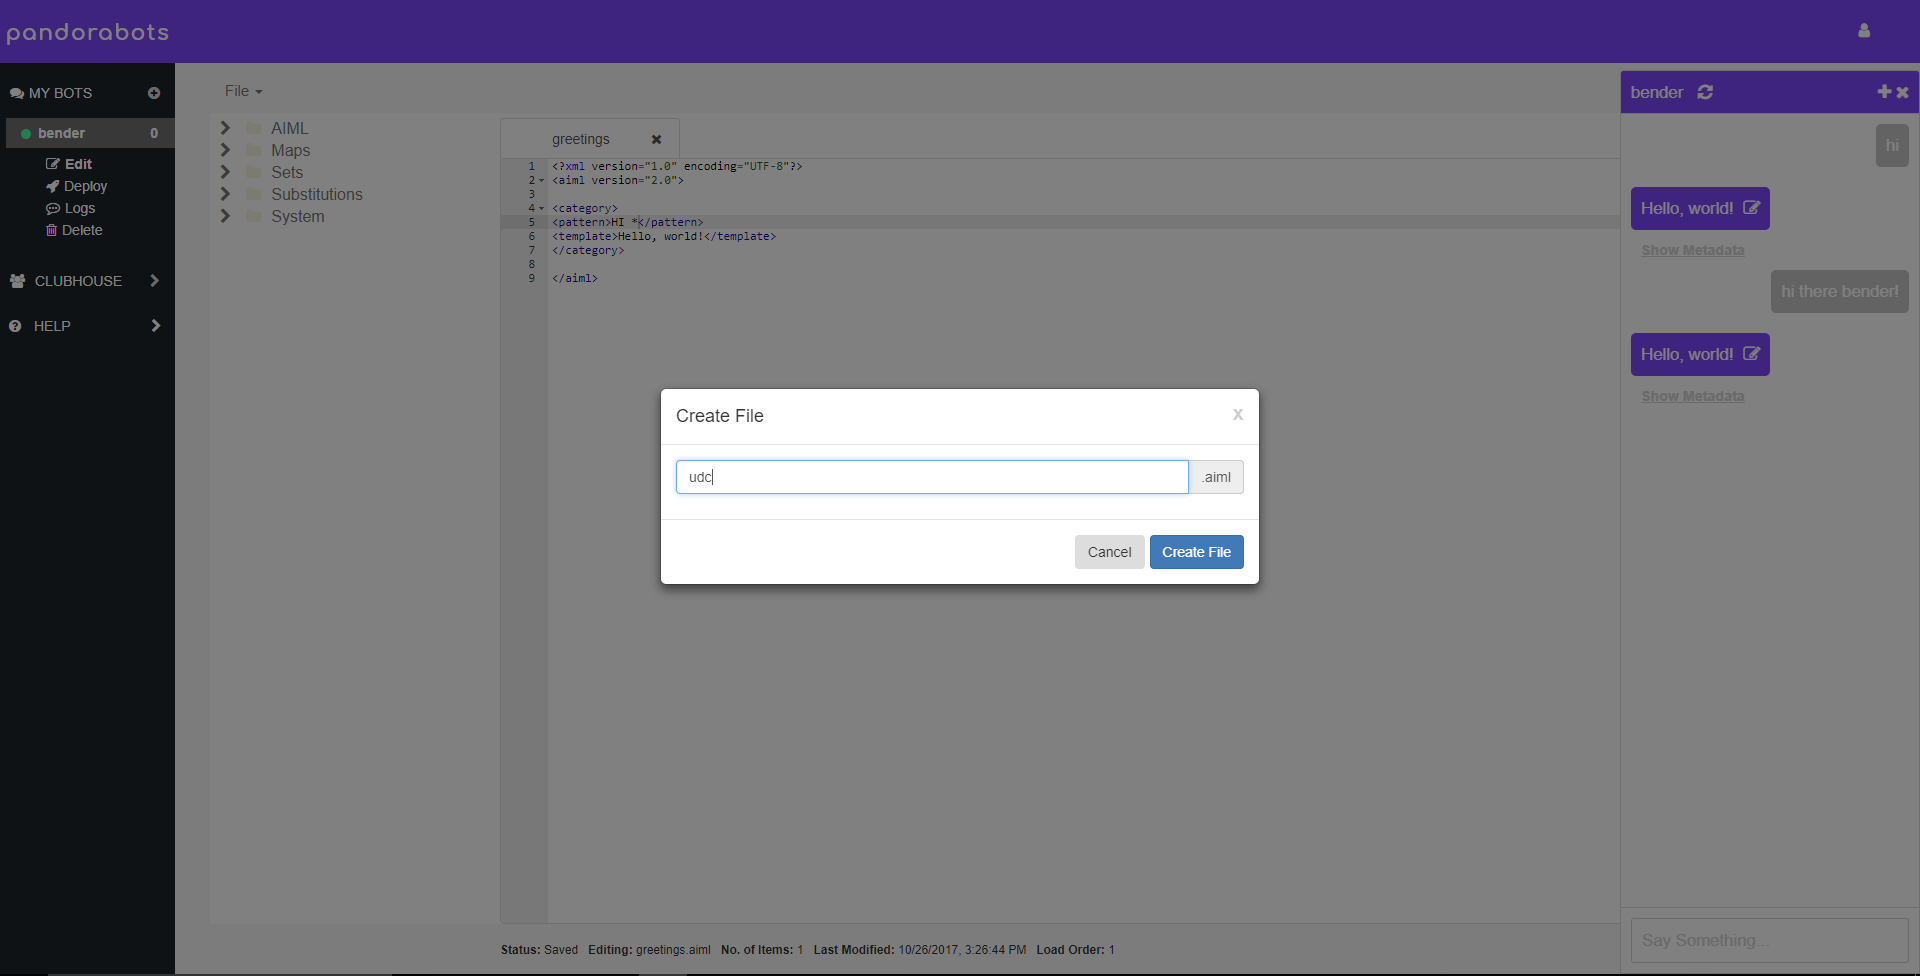 pandorabots
MY BOTS
bender 0
Edit
Deploy
Logs
Delete
CLUBHOUSE
HELP
File
AIML
Maps
Sets
Substitutions
System
greetings
1 <?xml version="1.0" encoding="UTF-8"?>
2 <aiml version="2.0">
3
4 <category>
5 <pattern>HI *</pattern>
6 <template>Hello, world!</template>
7 </category>
8
9 </aiml>
Create File
x
udc
.aiml
Cancel
Create File
Status: Saved Editing: greetings.aiml No. of Items: 1 Last Modified: 10/26/2017, 3:26:44 PM Load Order: 1
bender
hi
Hello, world!
Show Metadata
hi there bender!
Hello, world!
Show Metadata
Say Something...